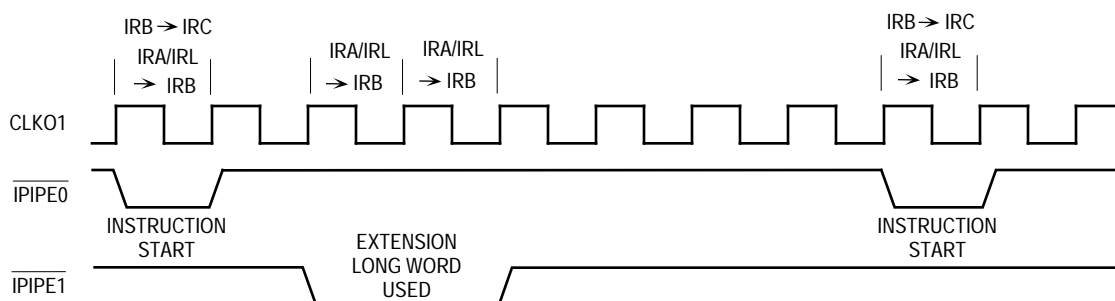 IRB → IRC
IRA/IRL
→ IRB
IRA/IRL
→ IRB
IRA/IRL
→ IRB
IRB → IRC
IRA/IRL
→ IRB
CLKO1
IPIPE0
INSTRUCTION
START
INSTRUCTION
START
IPIPE1
EXTENSION
LONG WORD
USED